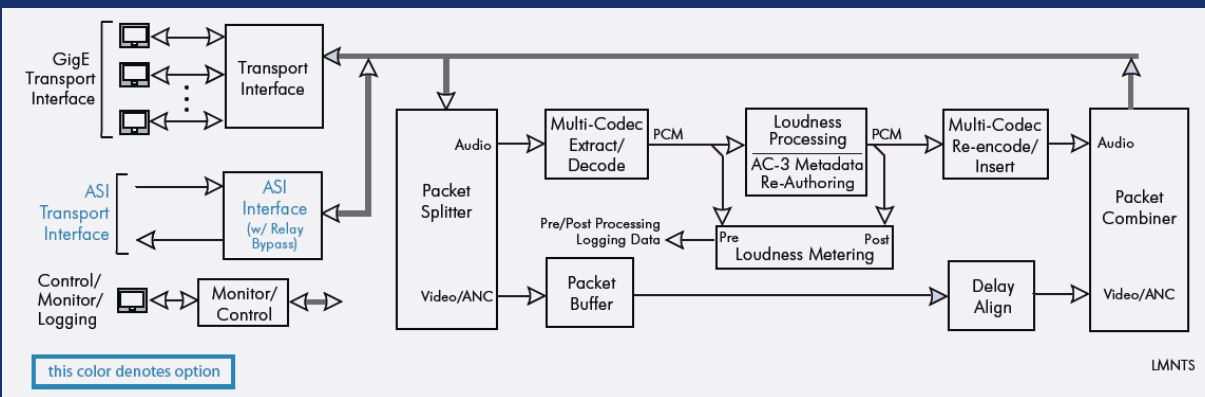 GigE
Transport
Interface
Transport
Interface
ASI
Transport
Interface
ASI
Interface
(w/ Relay
Bypass)
Control/
Monitor/
Logging
Monitor/
Control
this color denotes option
Packet
Splitter
Audio
Video/ANC
Multi-Codec
Extract/
Decode
PCM
Loudness
Processing
AC-3 Metadata
Re-Authoring
PCM
Multi-Codec
Re-encode/
Insert
Pre/Post Processing
Logging Data
Pre
Post
Loudness Metering
Packet
Buffer
Delay
Align
Audio
Packet
Combiner
Video/ANC
LMNTS